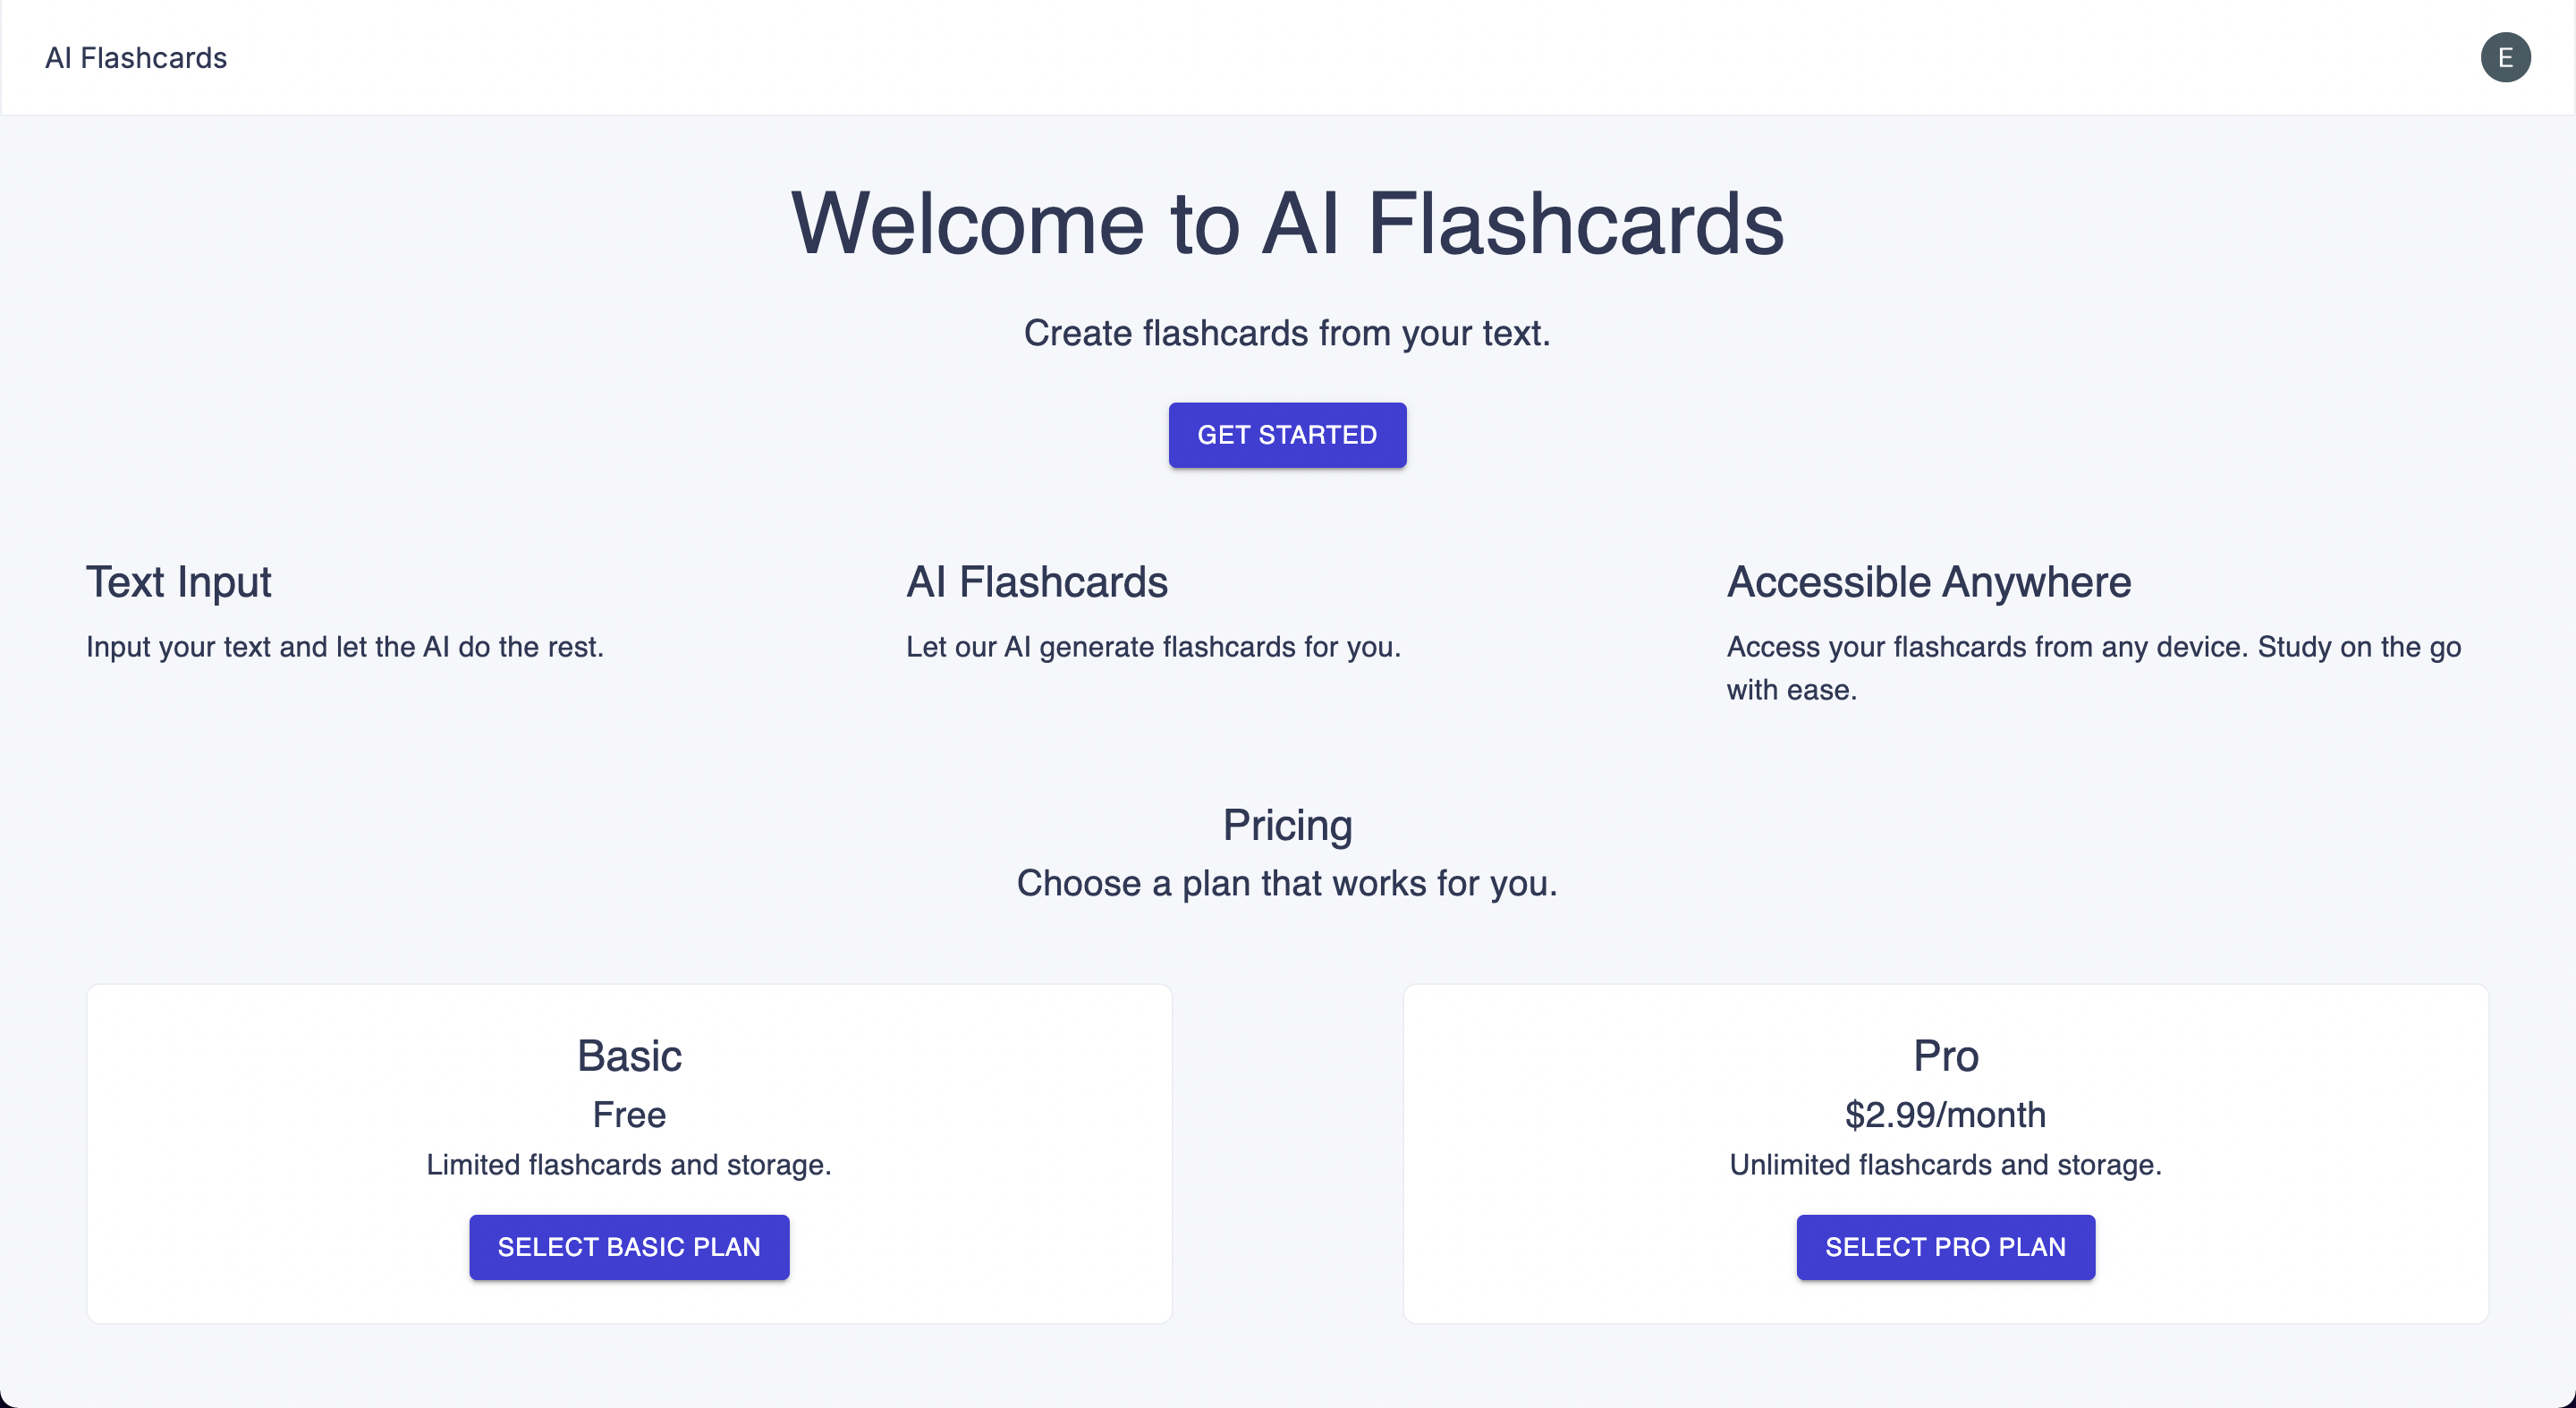 AI Flashcards
E
Welcome to AI Flashcards
Create flashcards from your text.
GET STARTED
Text Input
Input your text and let the AI do the rest.
AI Flashcards
Let our AI generate flashcards for you.
Accessible Anywhere
Access your flashcards from any device. Study on the go
with ease.
Pricing
Choose a plan that works for you.
Basic
Free
Limited flashcards and storage.
SELECT BASIC PLAN
Pro
$2.99/month
Unlimited flashcards and storage.
SELECT PRO PLAN